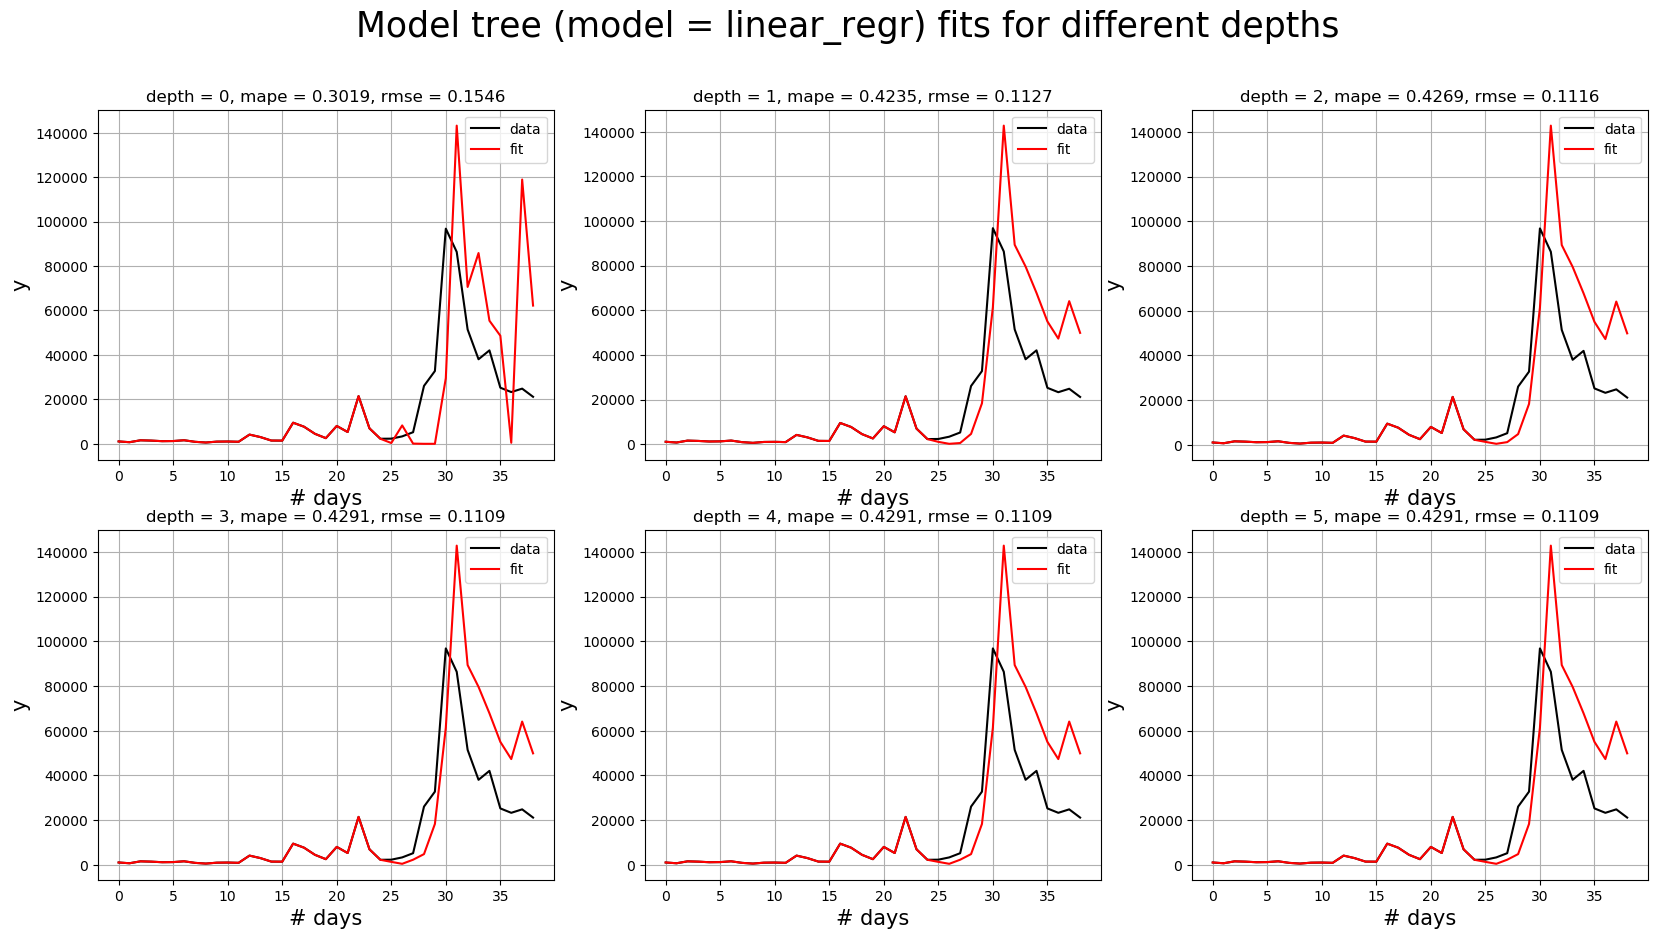 Model tree (model = linear_regr) fits for different depths
depth = 0, mape = 0.3019, rmse = 0.1546
140000
120000
100000
80000
60000
40000
20000
0
y
data
fit
0 5 10 15 20 25 30 35
# days
depth = 1, mape = 0.4235, rmse = 0.1127
140000
120000
100000
80000
60000
40000
20000
0
y
data
fit
0 5 10 15 20 25 30 35
# days
depth = 2, mape = 0.4269, rmse = 0.1116
140000
120000
100000
80000
60000
40000
20000
0
y
data
fit
0 5 10 15 20 25 30 35
# days
depth = 3, mape = 0.4291, rmse = 0.1109
140000
120000
100000
80000
60000
40000
20000
0
y
data
fit
0 5 10 15 20 25 30 35
# days
depth = 4, mape = 0.4291, rmse = 0.1109
140000
120000
100000
80000
60000
40000
20000
0
y
data
fit
0 5 10 15 20 25 30 35
# days
depth = 5, mape = 0.4291, rmse = 0.1109
140000
120000
100000
80000
60000
40000
20000
0
y
data
fit
0 5 10 15 20 25 30 35
# days